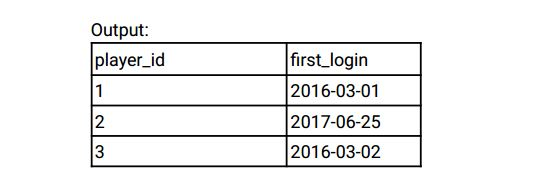 Output:
player_id first_login
1 2016-03-01
2 2017-06-25
3 2016-03-02